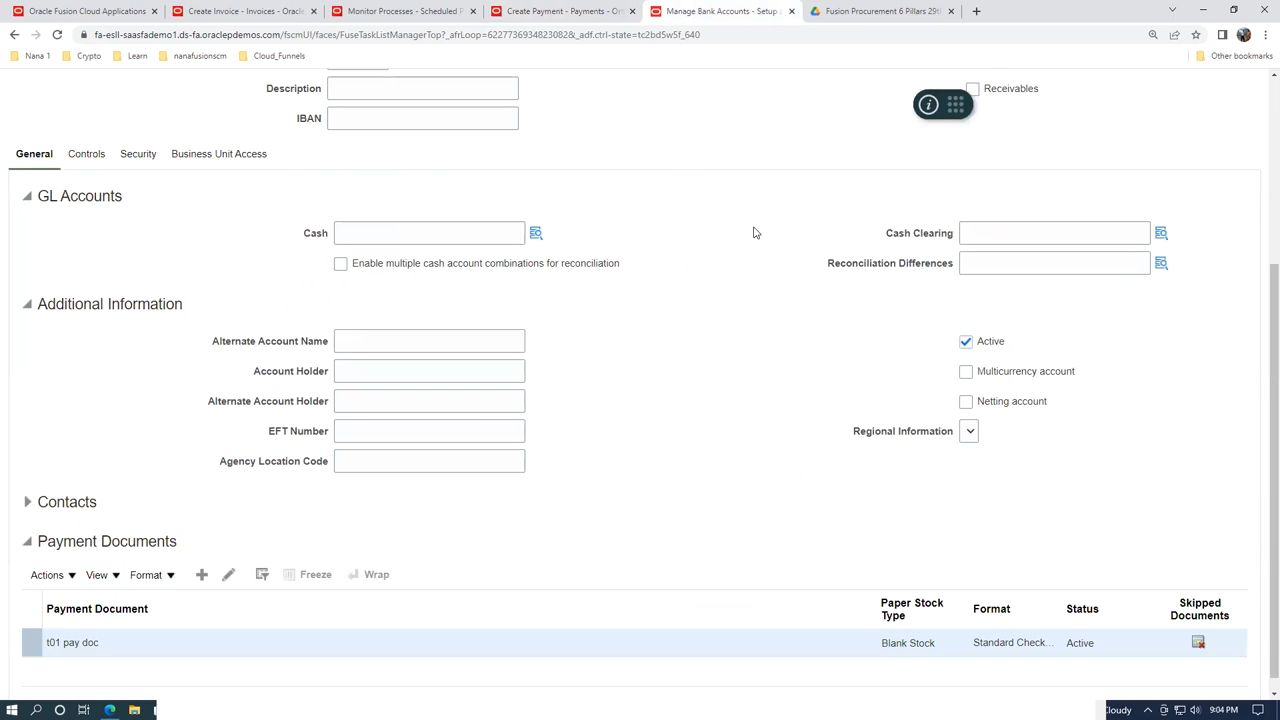 Oracle Fusion Cloud Applications
Create Invoice - Invoices - Oracle
Monitor Processes - Scheduled P
Create Payment - Payments - Or
Manage Bank Accounts - Setup a
Fusion Procurement 6 Pillars 29th
fa-esll-saasfademo1.ds-fa.oraclepdemos.com/fscmUI/faces/FuseTaskListManagerTop?_afrLoop=62277369348230828&_adf.ctrl-state=tc2bd5w5f_640
Nana 1
Crypto
Learn
nanafusionscm
Cloud_Funnels
Other bookmarks
Description
Receivables
IBAN
General
Controls
Security
Business Unit Access
GL Accounts
Cash
Cash Clearing
Enable multiple cash account combinations for reconciliation
Reconciliation Differences
Additional Information
Alternate Account Name
Active
Account Holder
Multicurrency account
Alternate Account Holder
Netting account
EFT Number
Regional Information
Agency Location Code
Contacts
Payment Documents
Actions
View
Format
Freeze
Wrap
Payment Document
Paper Stock
Type
Format
Status
Skipped
Documents
t01 pay doc
Blank Stock
Standard Check...
Active
Cloudy
9:04 PM